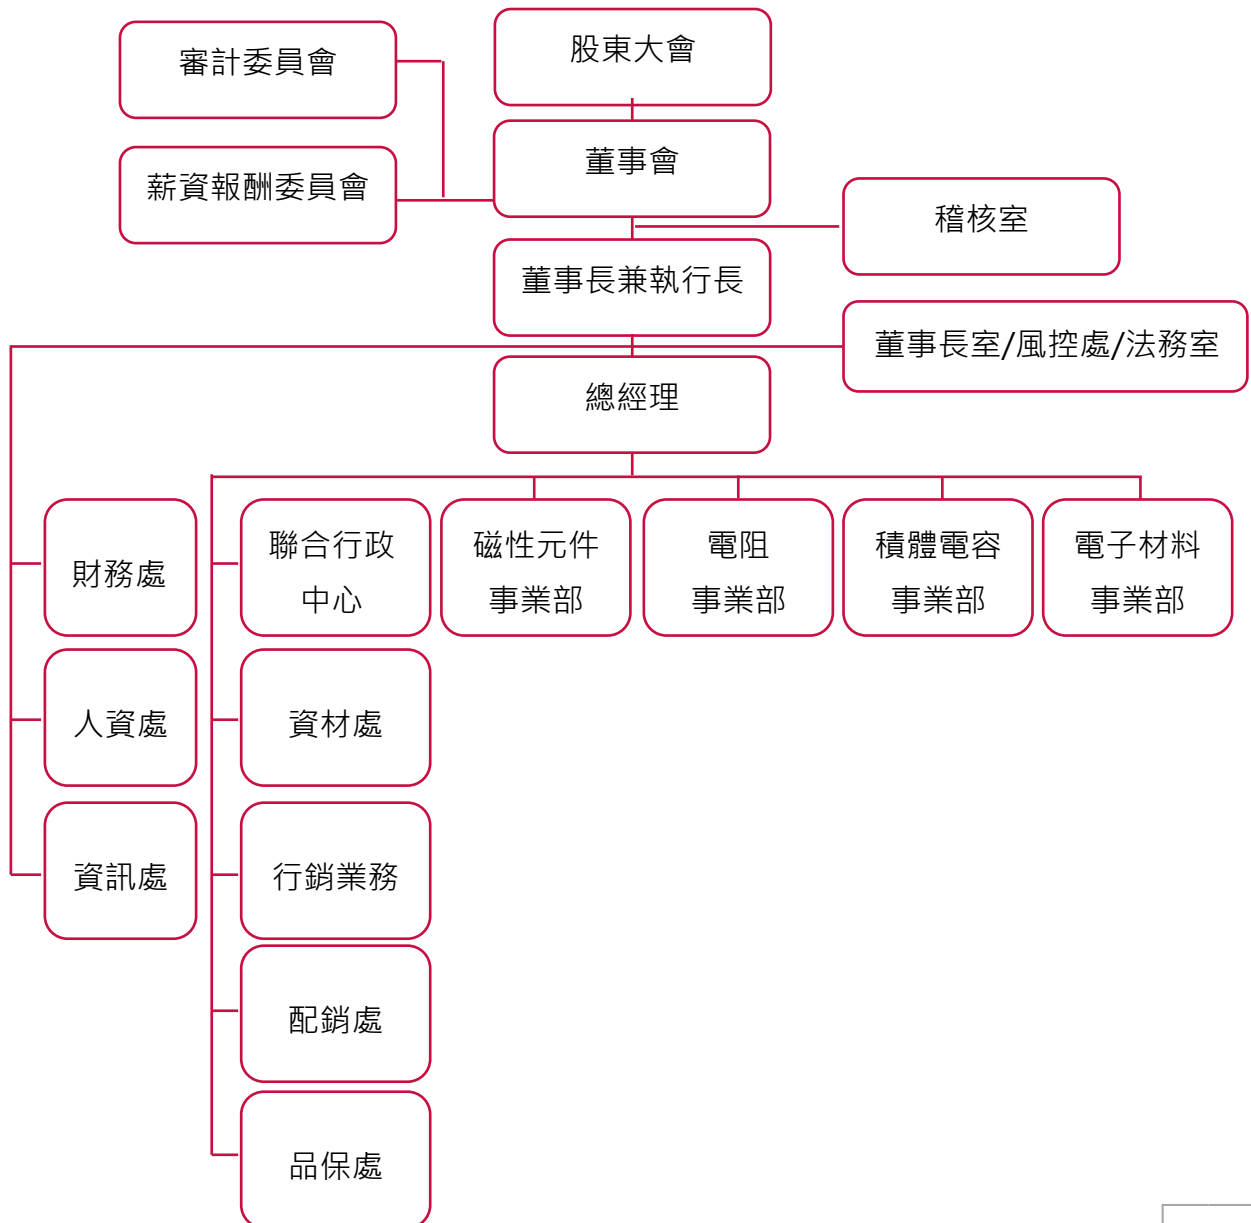 審計委員會
股東大會
董事會
薪資報酬委員會
稽核室
董事長兼執行長
董事長室/風控處/法務室
總經理
財務處
聯合行政
中心
磁性元件
事業部
電阻
事業部
積體電容
事業部
電子材料
事業部
人資處
資材處
資訊處
行銷業務
配銷處
品保處